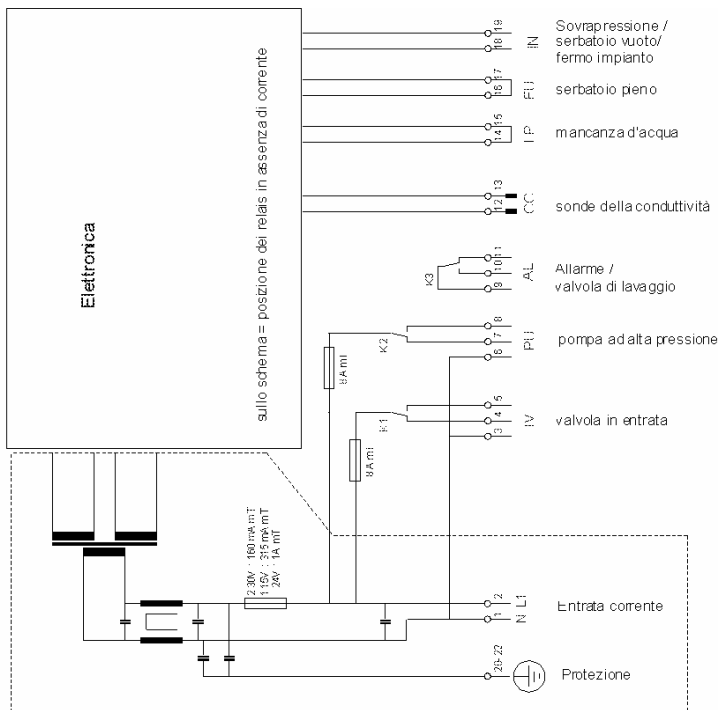 Elettronica
sullo schema = posizione dei relais in assenza di corrente
19
18
IN
Sovrapressione /
serbatoio vuoto/
fermo impianto
17
16
FU
serbatoio pieno
15
14
LP
mancanza d'acqua
13
12
CC
sonde della conduttività
11
10
9
K3
AL
Allarme /
valvola di lavaggio
8
7
6
K2
PU
pompa ad alta pressione
8A mT
5
4
3
K1
IV
valvola in entrata
8A mT
230V : 160 mA mT
115V : 315 mA mT
24V : 1A mT
2 L1
1 N
Entrata corrente
20-22
Protezione